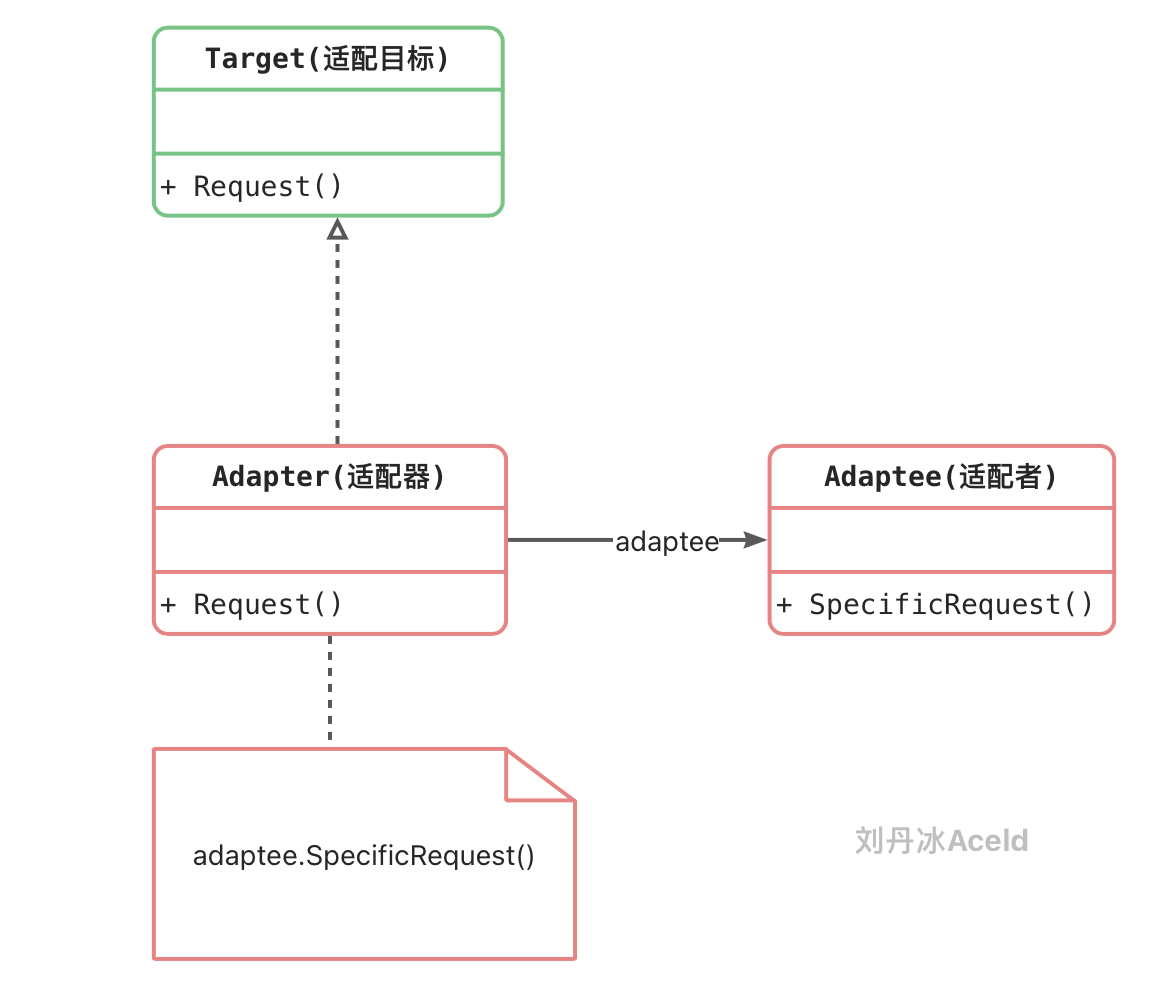 Target(适配目标)
+ Request()
Adapter(适配器)
+ Request()
adaptee
Adaptee(适配者)
+ SpecificRequest()
adaptee.SpecificRequest()
刘丹冰Aceld